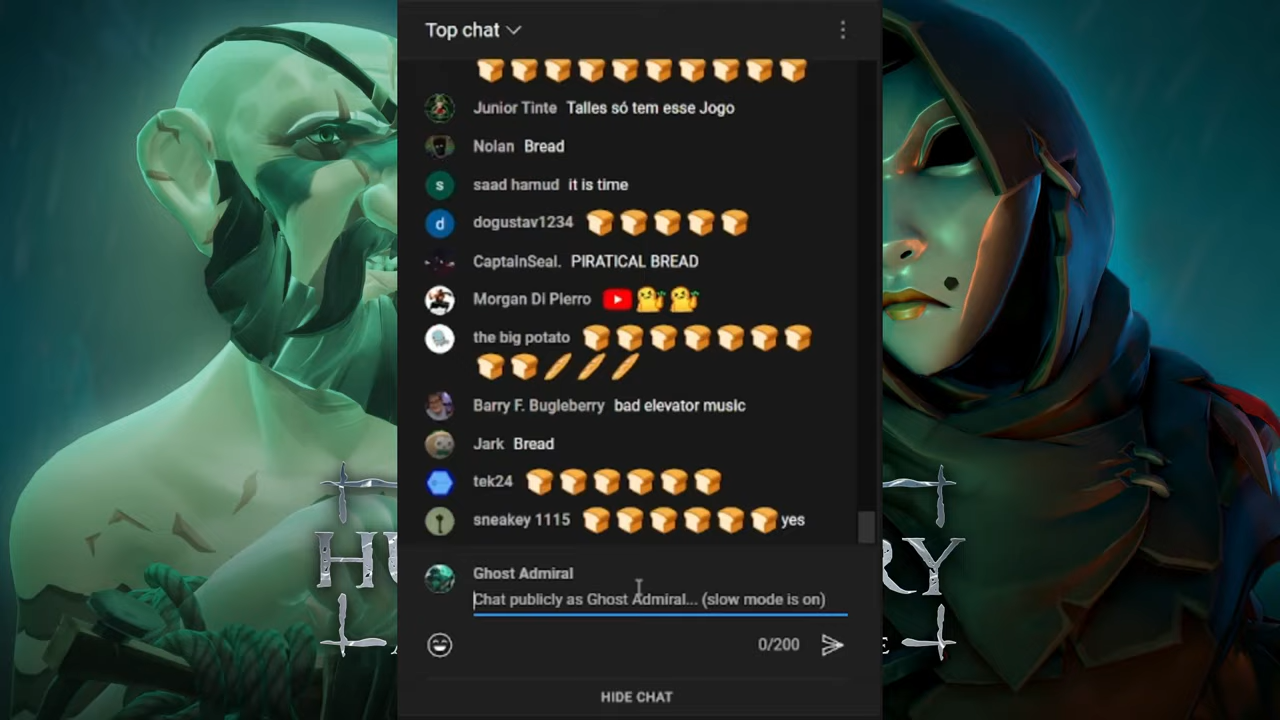 Top chat
🍞🍞🍞🍞🍞🍞🍞🍞🍞🍞
Junior Tinte Talles só tem esse Jogo
Nolan Bread
s saad hamud it is time
d dogustav1234 🍞🍞🍞🍞🍞
CaptainSeal. PIRATICAL BREAD
Morgan Di Pierro
the big potato 🍞🍞🍞🍞🍞🍞🍞
🍞🍞🥖🥖🥖
Barry F. Bugleberry bad elevator music
Jark Bread
tek24 🍞🍞🍞🍞🍞🍞
sneakey 1115 🍞🍞🍞🍞🍞🍞 yes
Ghost Admiral
Chat publicly as Ghost Admiral... (slow mode is on)
0/200
HIDE CHAT